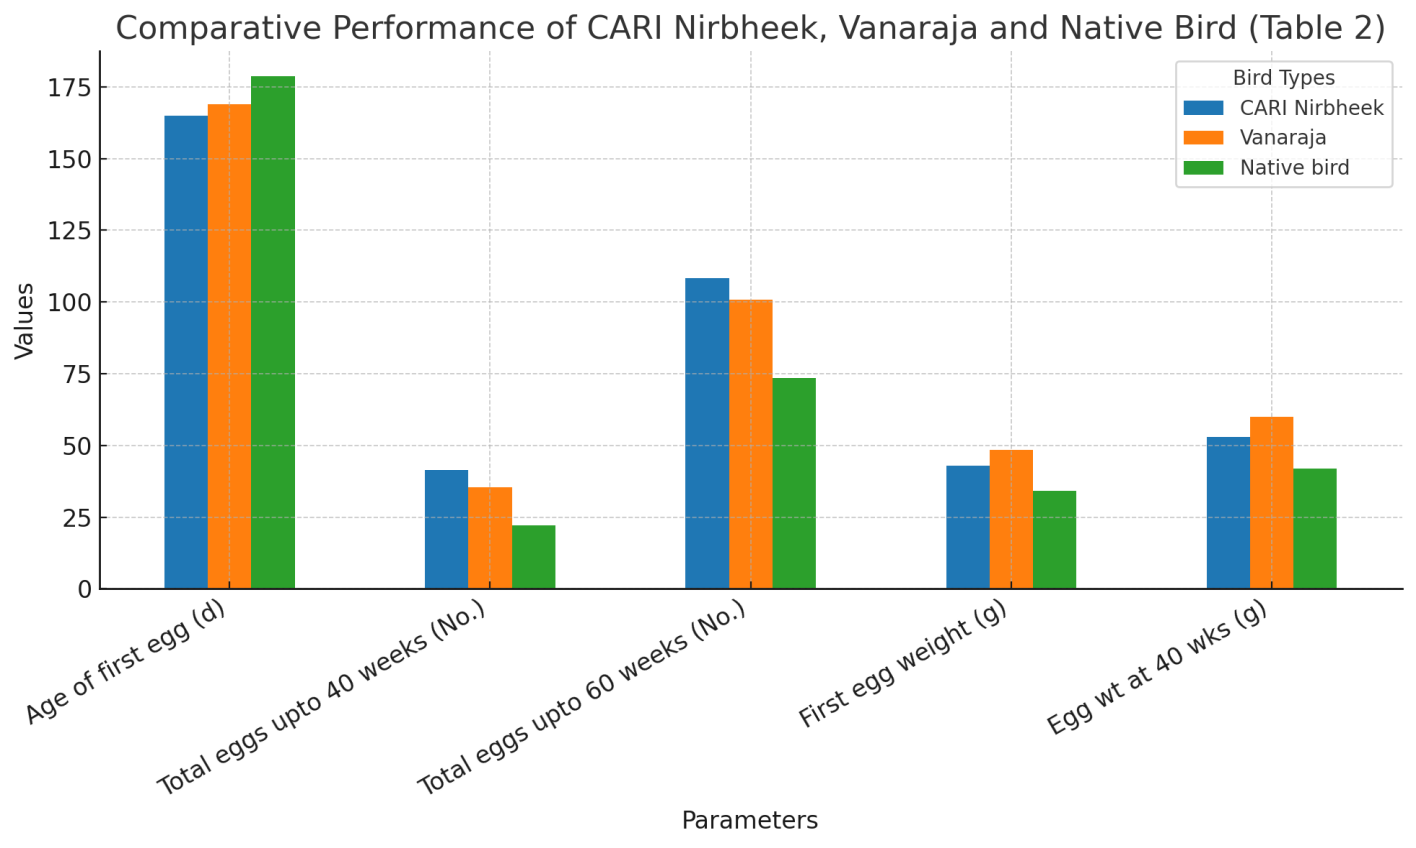 Comparative Performance of CARI Nirbheek, Vanaraja and Native Bird (Table 2)
Bird Types
CARI Nirbheek
Vanaraja
Native bird
Values
175
150
125
100
75
50
25
0
Age of first egg (d)
Total eggs upto 40 weeks (No.)
Total eggs upto 60 weeks (No.)
First egg weight (g)
Egg wt at 40 wks (g)
Parameters